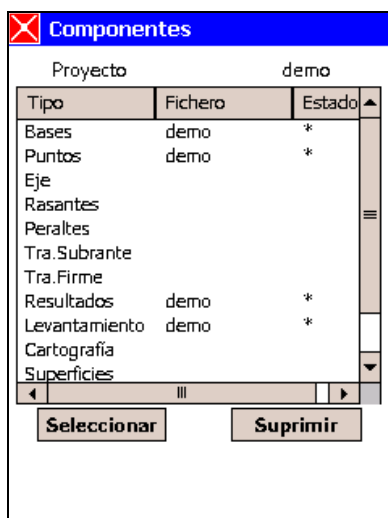 Componentes
Proyecto demo
Tipo Fichero Estado
Bases demo *
Puntos demo *
Eje
Rasantes
Peraltes
Tra.Subrante
Tra.Firme
Resultados demo *
Levantamiento demo *
Cartografía
Superficies
Seleccionar Suprimir